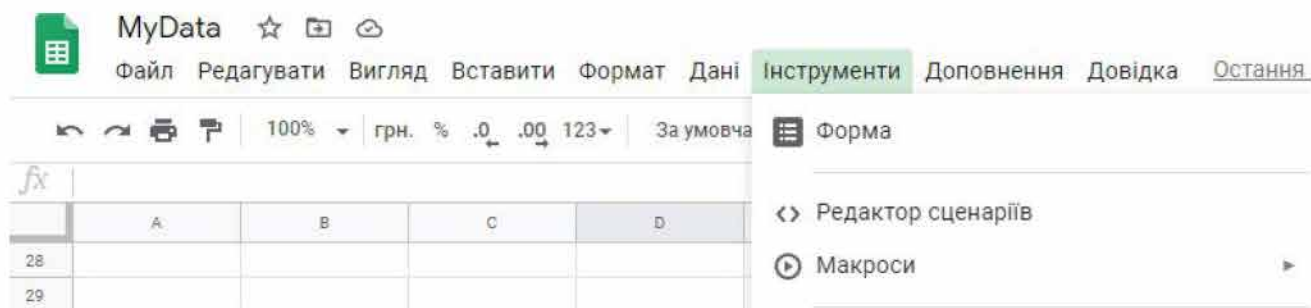 MyData
Файл Редагувати Вигляд Вставити Формат Дані Інструменти Доповнення Довідка Остання
100% грн. % .0 .00 123 За умовча
Форма
fx
Редактор сценаріїв
A B C D
28
Макроси
29